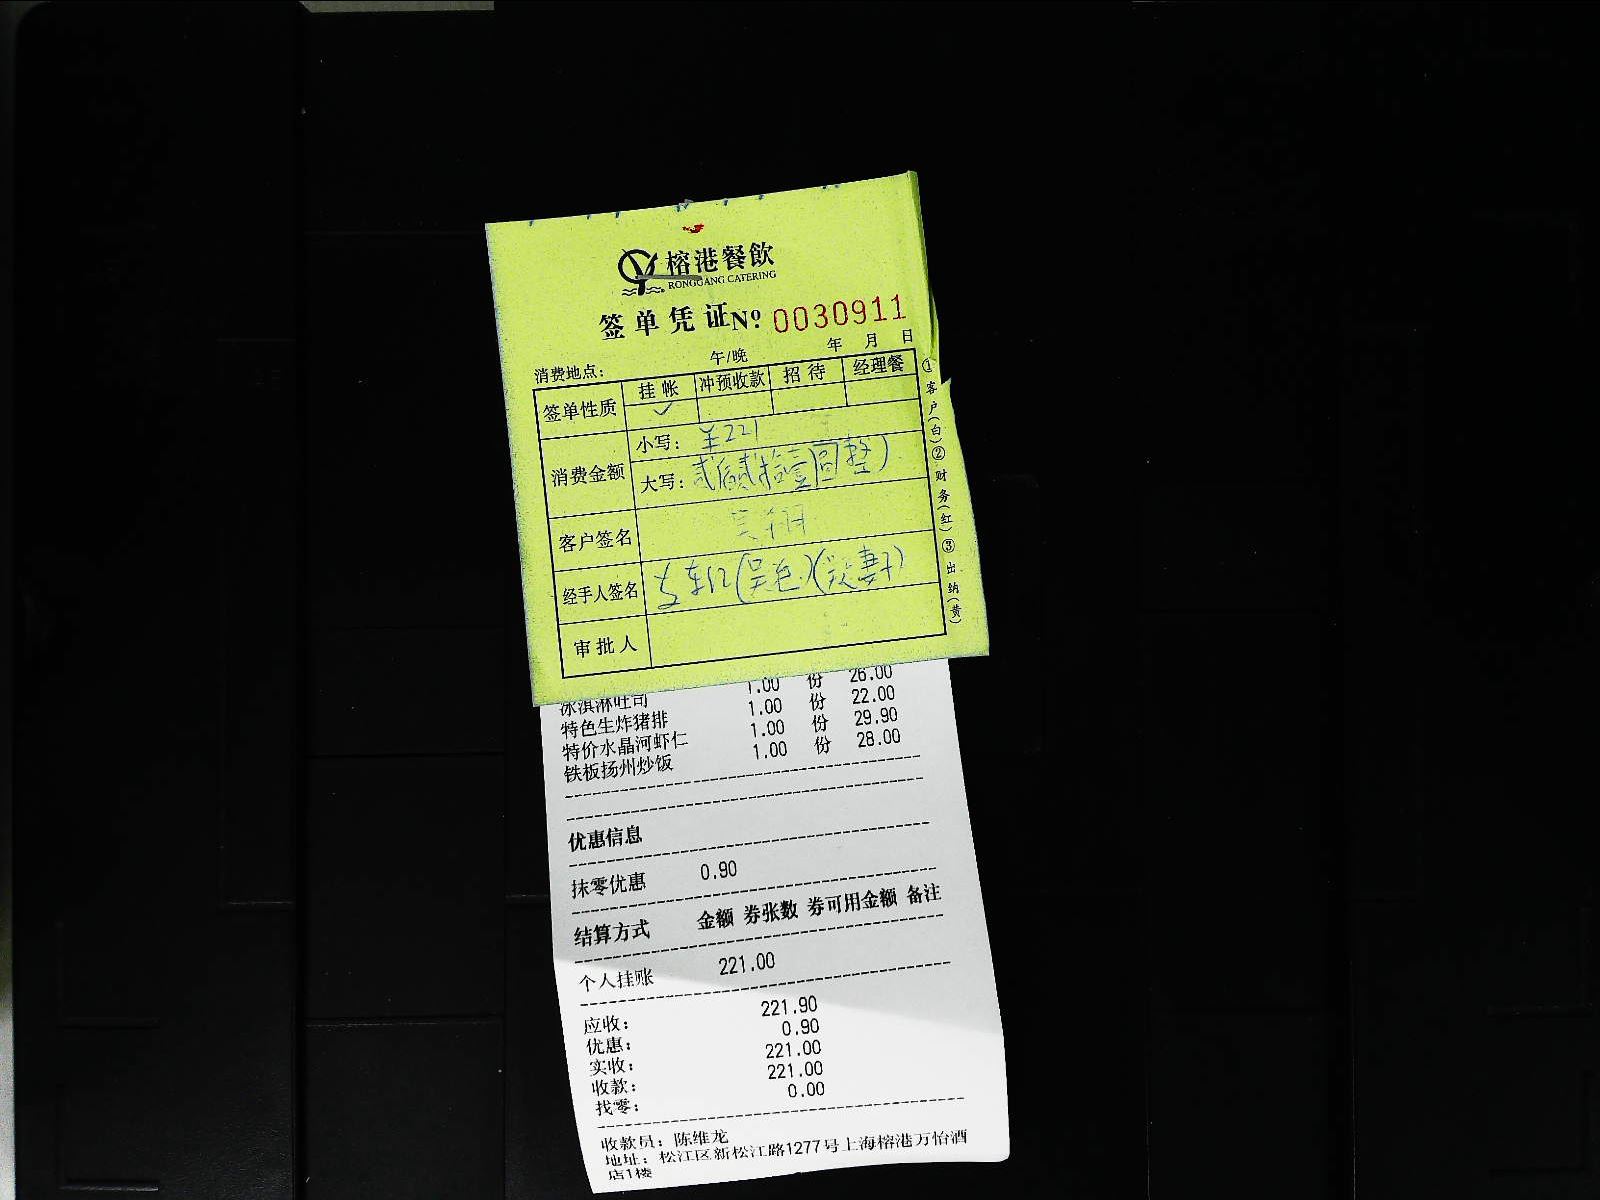 榕港餐飲
RONGGANG CATERING
签单凭证 Nº 0030911
消费地点： 午/晚 年 月 日
签单性质 挂帐 冲预收款 招待 经理餐
✓
消费金额 小写：￥221
大写：贰佰贰拾壹圆整
客户签名
经手人签名
审批人
①客户(白)②财务(红)③出纳(黄)
冰淇淋吐司 1.00 份 26.00
特色生炸猪排 1.00 份 22.00
特价水晶河虾仁 1.00 份 29.90
铁板扬州炒饭 1.00 份 28.00
优惠信息
抹零优惠 0.90
结算方式 金额 券张数 券可用金额 备注
个人挂账 221.00
应收： 221.90
优惠： 0.90
实收： 221.00
收款： 221.00
找零： 0.00
收款员：陈维龙
地址：松江区新松江路1277号上海榕港万怡酒
店1楼